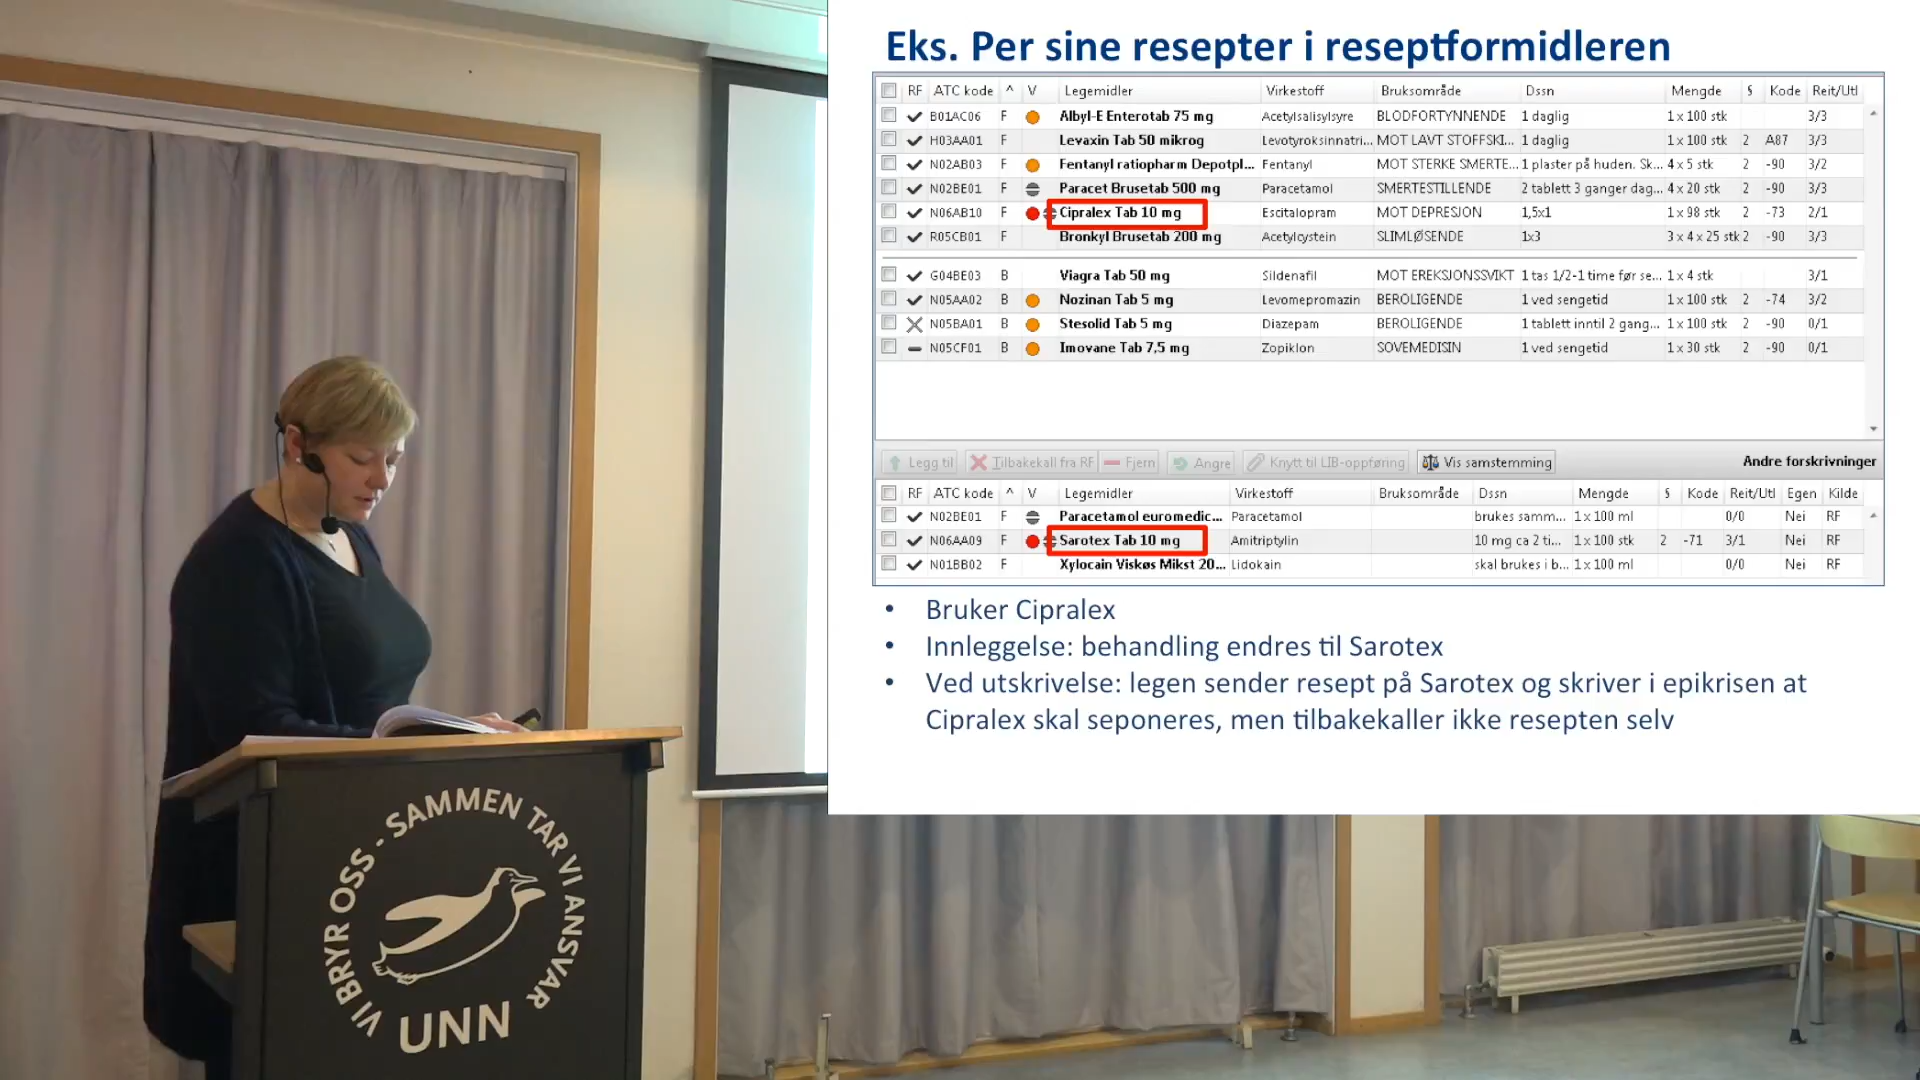 Eks. Per sine resepter i reseptformidleren
RF ATC kode ^ V Legemidler Virkestoff Bruksområde Dssn Mengde § Kode Reit/Utl
B01AC06 F Albyl-E Enterotab 75 mg Acetylsalisylsyre BLODFORTYNNENDE 1 daglig 1 x 100 stk 3/3
H03AA01 F Levaxin Tab 50 mikrog Levotyroksinnatri... MOT LAVT STOFFSKI... 1 daglig 1 x 100 stk 2 A87 3/3
N02AB03 F Fentanyl ratiopharm Depotpl... Fentanyl MOT STERKE SMERTE... 1 plaster på huden. Sk... 4 x 5 stk 2 -90 3/2
N02BE01 F Paracet Brusetab 500 mg Paracetamol SMERTESTILLENDE 2 tablett 3 ganger dag... 4 x 20 stk 2 -90 3/3
N06AB10 F Cipralex Tab 10 mg Escitalopram MOT DEPRESJON 1,5x1 1 x 98 stk 2 -73 2/1
R05CB01 F Bronkyl Brusetab 200 mg Acetylcystein SLIMLØSENDE 1x3 3 x 4 x 25 stk 2 -90 3/3
G04BE03 B Viagra Tab 50 mg Sildenafil MOT EREKSJONSSVIKT 1 tas 1/2-1 time før se... 1 x 4 stk 3/1
N05AA02 B Nozinan Tab 5 mg Levomepromazin BEROLIGENDE 1 ved sengetid 1 x 100 stk 2 -74 3/2
N05BA01 B Stesolid Tab 5 mg Diazepam BEROLIGENDE 1 tablett inntil 2 gang... 1 x 100 stk 2 -90 0/1
N05CF01 B Imovane Tab 7,5 mg Zopiklon SOVEMEDISIN 1 ved sengetid 1 x 30 stk 2 -90 0/1
Legg til Tilbakekall fra RF Fjern Angre Knytt til LIB-oppføring Vis samstemming Andre forskrivninger
RF ATC kode ^ V Legemidler Virkestoff Bruksområde Dssn Mengde § Kode Reit/Utl Egen Kilde
N02BE01 F Paracetamol euromedic... Paracetamol brukes samm... 1 x 100 ml 0/0 Nei RF
N06AA09 F Sarotex Tab 10 mg Amitriptylin 10 mg ca 2 ti... 1 x 100 stk 2 -71 3/1 Nei RF
N01BB02 F Xylocain Viskøs Mikst 20... Lidokain skal brukes i b... 1 x 100 ml 0/0 Nei RF
• Bruker Cipralex
• Innleggelse: behandling endres til Sarotex
• Ved utskrivelse: legen sender resept på Sarotex og skriver i epikrisen at
Cipralex skal seponeres, men tilbakekaller ikke resepten selv
VI BRYR OSS - SAMMEN TAR VI ANSVAR
UNN